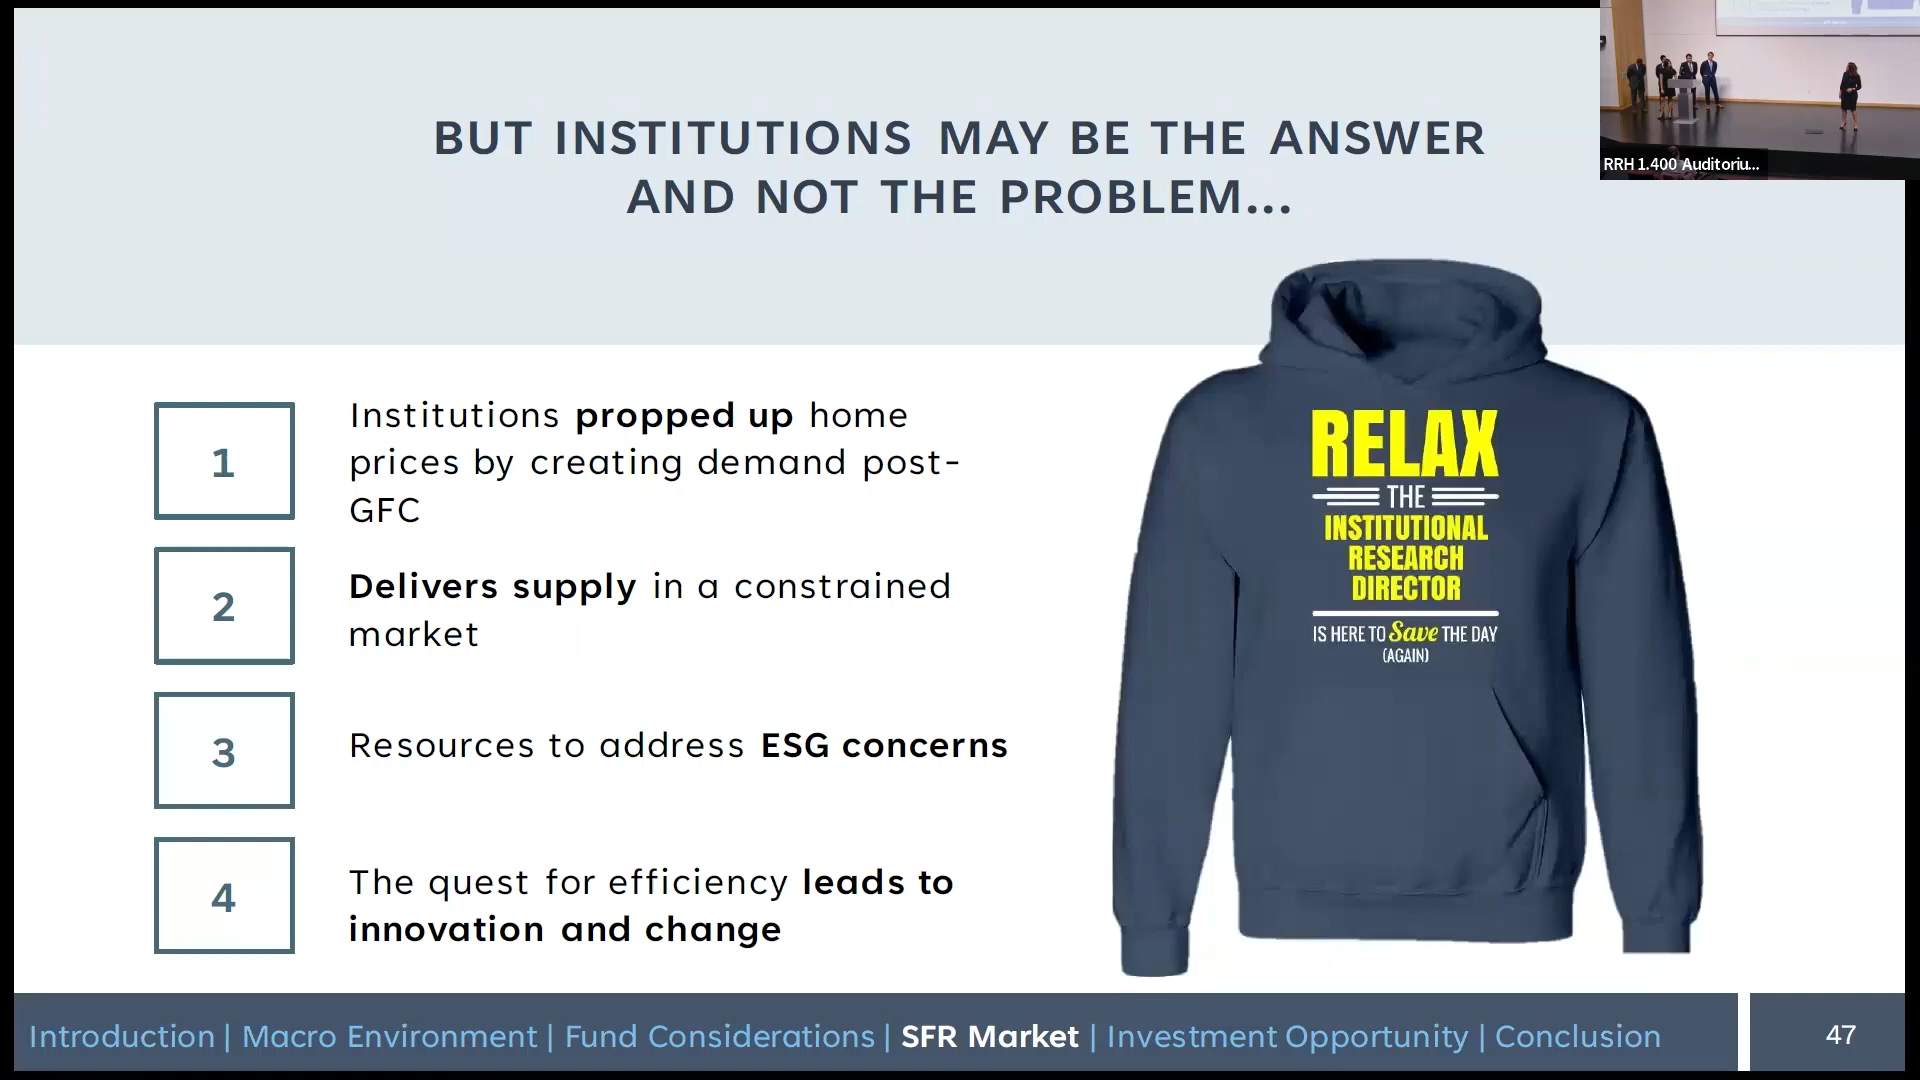 BUT INSTITUTIONS MAY BE THE ANSWER
AND NOT THE PROBLEM...
RRH 1.400 Auditoriu...
1
Institutions propped up home
prices by creating demand post-
GFC
2
Delivers supply in a constrained
market
3
Resources to address ESG concerns
4
The quest for efficiency leads to
innovation and change
RELAX
THE
INSTITUTIONAL
RESEARCH
DIRECTOR
IS HERE TO Save THE DAY
(AGAIN)
Introduction | Macro Environment | Fund Considerations | SFR Market | Investment Opportunity | Conclusion
47